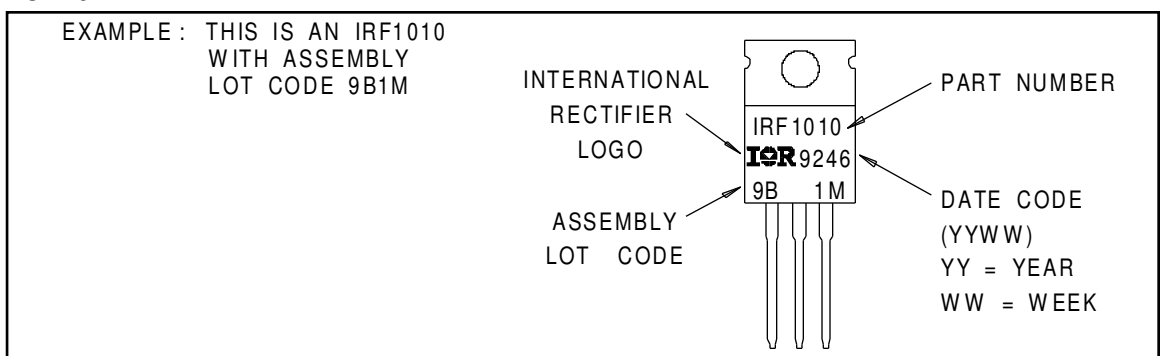 EXAMPLE : THIS IS AN IRF1010
WITH ASSEMBLY
LOT CODE 9B1M
INTERNATIONAL
RECTIFIER
LOGO
ASSEMBLY
LOT CODE
IRF1010
IOR 9246
9B 1M
PART NUMBER
DATE CODE
(YYWW)
YY = YEAR
WW = WEEK